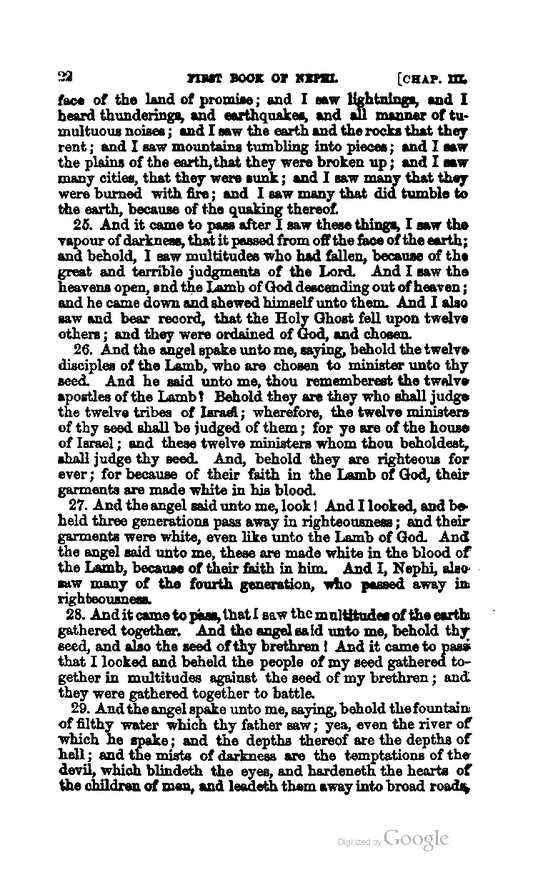 22 FIRST BOOK OF NEPHI. [CHAP. III.
face of the land of promise; and I saw lightnings, and I
heard thunderings, and earthquakes, and all manner of tu-
multuous noises; and I saw the earth and the rocks that they
rent; and I saw mountains tumbling into pieces; and I saw
the plains of the earth, that they were broken up; and I saw
many cities, that they were sunk; and I saw many that they
were burned with fire; and I saw many that did tumble to
the earth, because of the quaking thereof.
25. And it came to pass after I saw these things, I saw the
vapour of darkness, that it passed from off the face of the earth;
and behold, I saw multitudes who had fallen, because of the
great and terrible judgments of the Lord. And I saw the
heavens open, and the Lamb of God descending out of heaven;
and he came down and shewed himself unto them. And I also
saw and bear record, that the Holy Ghost fell upon twelve
others; and they were ordained of God, and chosen.
26. And the angel spake unto me, saying, behold the twelve
disciples of the Lamb, who are chosen to minister unto thy
seed. And he said unto me, thou rememberest the twelve
apostles of the Lamb? Behold they are they who shall judge
the twelve tribes of Israel; wherefore, the twelve ministers
of thy seed shall be judged of them; for ye are of the house
of Israel; and these twelve ministers whom thou beholdest,
shall judge thy seed. And, behold they are righteous for
ever; for because of their faith in the Lamb of God, their
garments are made white in his blood.
27. And the angel said unto me, look! And I looked, and be-
held three generations pass away in righteousness; and their
garments were white, even like unto the Lamb of God. And
the angel said unto me, these are made white in the blood of
the Lamb, because of their faith in him. And I, Nephi, also
saw many of the fourth generation, who passed away in
righteousness.
28. And it came to pass, that I saw the multitudes of the earth
gathered together. And the angel said unto me, behold thy
seed, and also the seed of thy brethren! And it came to pass
that I looked and beheld the people of my seed gathered to-
gether in multitudes against the seed of my brethren; and
they were gathered together to battle.
29. And the angel spake unto me, saying, behold the fountain
of filthy water which thy father saw; yea, even the river of
which he spake; and the depths thereof are the depths of
hell; and the mists of darkness are the temptations of the
devil, which blindeth the eyes, and hardeneth the hearts of
the children of men, and leadeth them away into broad roads,
Digitized by Google